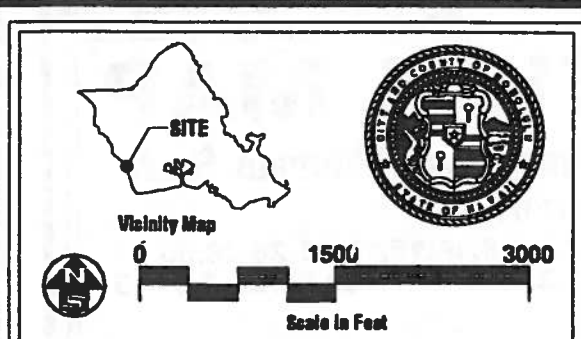 SITE
Vicinity Map
CITY AND COUNTY OF HONOLULU
STATE OF HAWAII
N
S
0 1500 3000
Scale in Feet